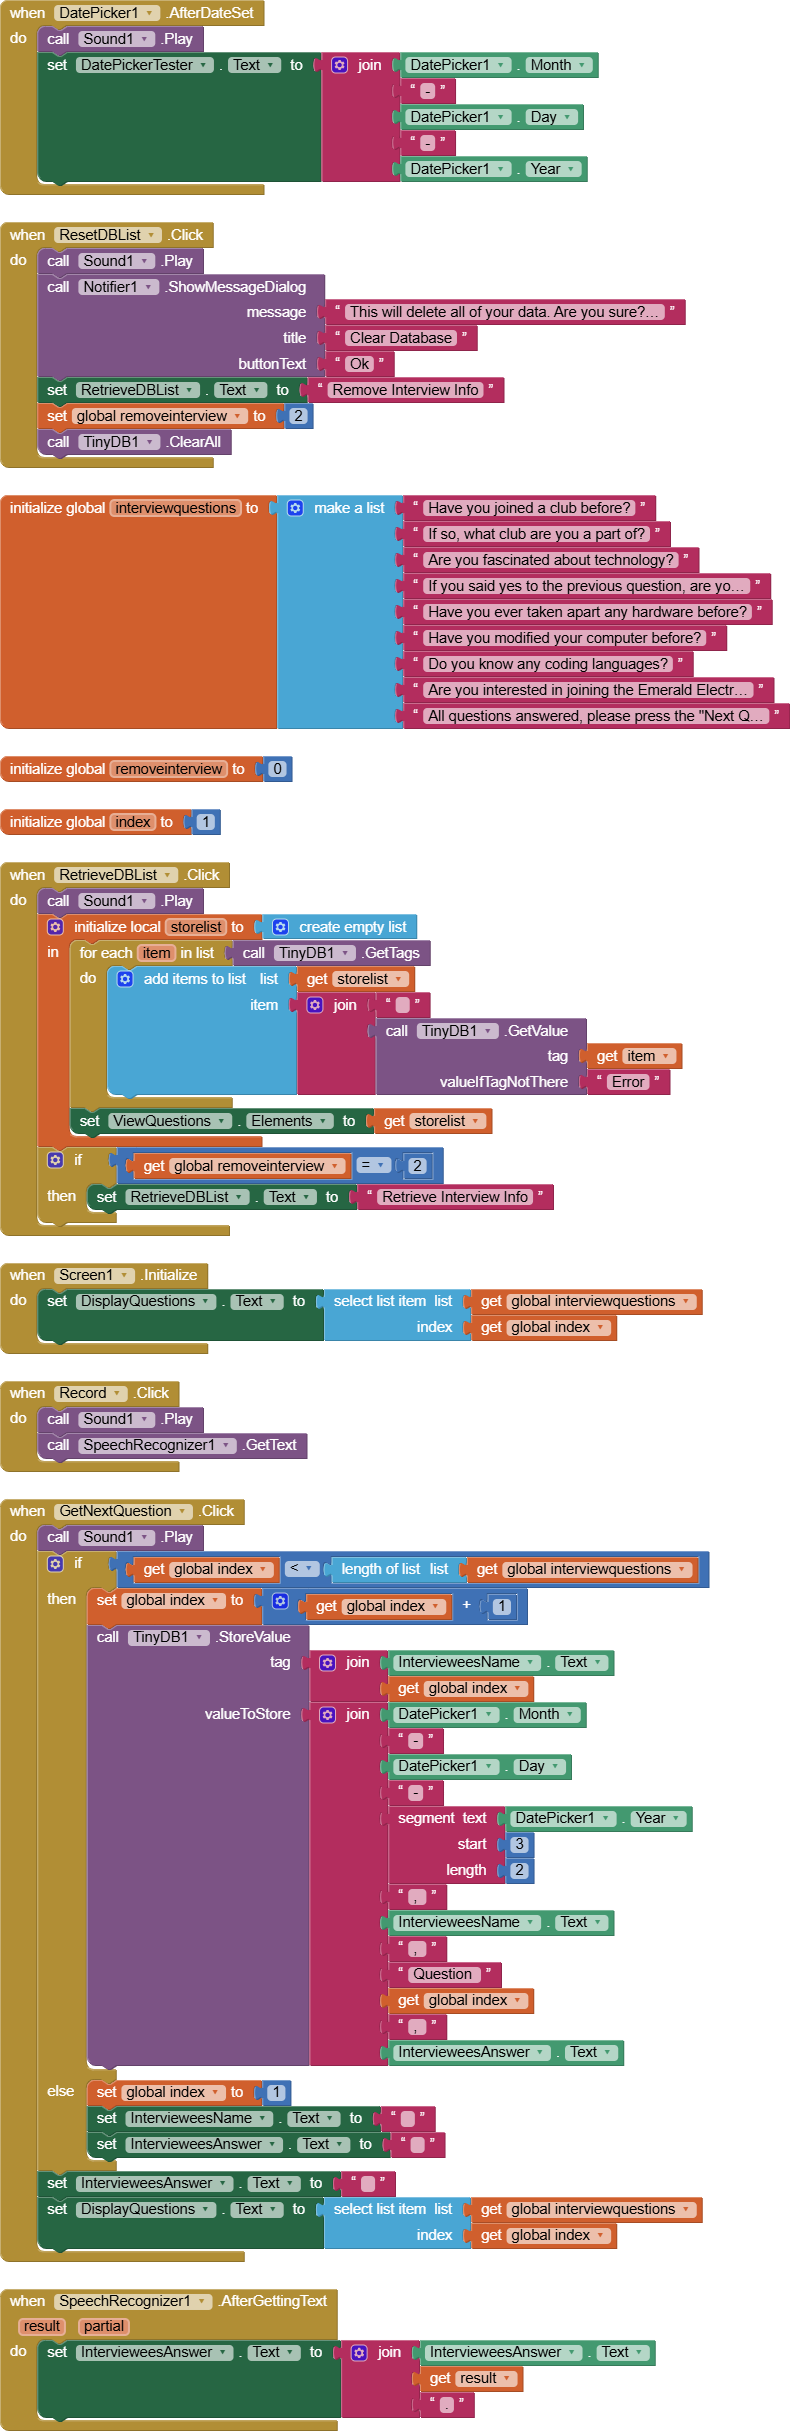 when DatePicker1 .AfterDateSet
do call Sound1 .Play
set DatePickerTester . Text to join DatePicker1 . Month
“ - ”
DatePicker1 . Day
“ - ”
DatePicker1 . Year
when ResetDBList .Click
do call Sound1 .Play
call Notifier1 .ShowMessageDialog
message “ This will delete all of your data. Are you sure?... ”
title “ Clear Database ”
buttonText “ Ok ”
set RetrieveDBList . Text to “ Remove Interview Info ”
set global removeinterview to 2
call TinyDB1 .ClearAll
initialize global interviewquestions to make a list “ Have you joined a club before? ”
“ If so, what club are you a part of? ”
“ Are you fascinated about technology? ”
“ If you said yes to the previous question, are yo... ”
“ Have you ever taken apart any hardware before? ”
“ Have you modified your computer before? ”
“ Do you know any coding languages? ”
“ Are you interested in joining the Emerald Electr... ”
“ All questions answered, please press the "Next Q... ”
initialize global removeinterview to 0
initialize global index to 1
when RetrieveDBList .Click
do call Sound1 .Play
initialize local storelist to create empty list
in for each item in list call TinyDB1 .GetTags
do add items to list list get storelist
item join “ ”
call TinyDB1 .GetValue
tag get item
valueIfTagNotThere “ Error ”
set ViewQuestions . Elements to get storelist
if get global removeinterview = 2
then set RetrieveDBList . Text to “ Retrieve Interview Info ”
when Screen1 .Initialize
do set DisplayQuestions . Text to select list item list get global interviewquestions
index get global index
when Record .Click
do call Sound1 .Play
call SpeechRecognizer1 .GetText
when GetNextQuestion .Click
do call Sound1 .Play
if get global index < length of list list get global interviewquestions
then set global index to get global index + 1
call TinyDB1 .StoreValue
tag join IntervieweesName . Text
get global index
valueToStore join DatePicker1 . Month
“ - ”
DatePicker1 . Day
“ - ”
segment text DatePicker1 . Year
start 3
length 2
“ , ”
IntervieweesName . Text
“ , ”
“ Question ”
get global index
“ , ”
IntervieweesAnswer . Text
else set global index to 1
set IntervieweesName . Text to “ ”
set IntervieweesAnswer . Text to “ ”
set IntervieweesAnswer . Text to “ ”
set DisplayQuestions . Text to select list item list get global interviewquestions
index get global index
when SpeechRecognizer1 .AfterGettingText
result partial
do set IntervieweesAnswer . Text to join IntervieweesAnswer . Text
get result
“ . ”